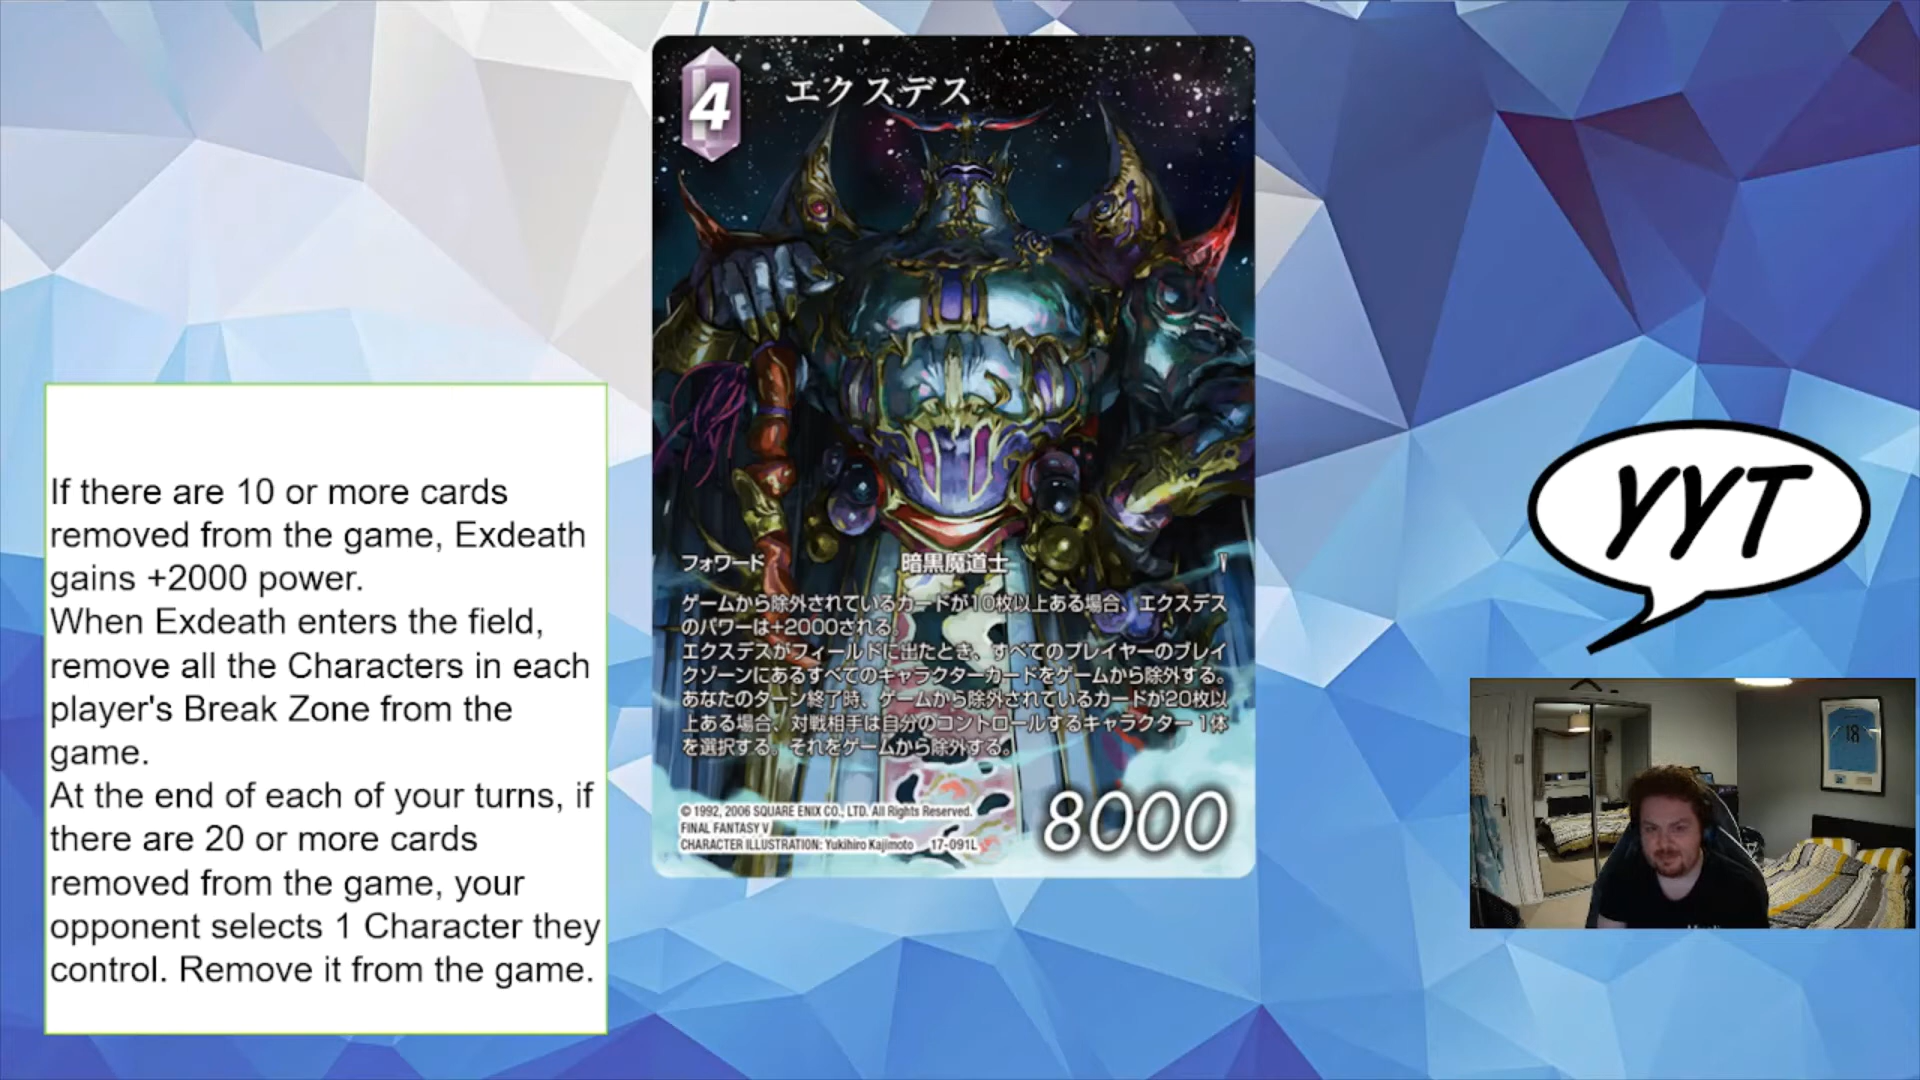 If there are 10 or more cards
removed from the game, Exdeath
gains +2000 power.
When Exdeath enters the field,
remove all the Characters in each
player's Break Zone from the
game.
At the end of each of your turns, if
there are 20 or more cards
removed from the game, your
opponent selects 1 Character they
control. Remove it from the game.
4
エクスデス
フォワード 暗黒魔道士 V
ゲームから除外されているカードが10枚以上ある場合、エクスデス
のパワーは+2000される。
エクスデスがフィールドに出たとき、すべてのプレイヤーのブレイ
クゾーンにあるすべてのキャラクターカードをゲームから除外する。
あなたのターン終了時、ゲームから除外されているカードが20枚以
上ある場合、対戦相手は自分のコントロールするキャラクター1体
を選択する。それをゲームから除外する。
© 1992, 2006 SQUARE ENIX CO., LTD. All Rights Reserved.
FINAL FANTASY V
CHARACTER ILLUSTRATION: Yukihiro Kajimoto 17-091L
8000
YYT
18